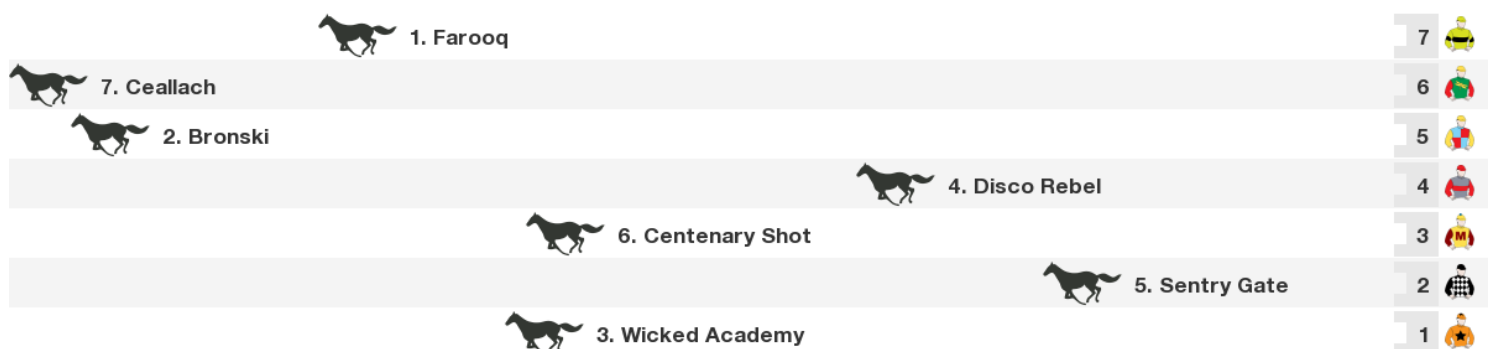 1. Farooq 7
7. Ceallach 6
2. Bronski 5
4. Disco Rebel 4
6. Centenary Shot 3 M
5. Sentry Gate 2
3. Wicked Academy 1